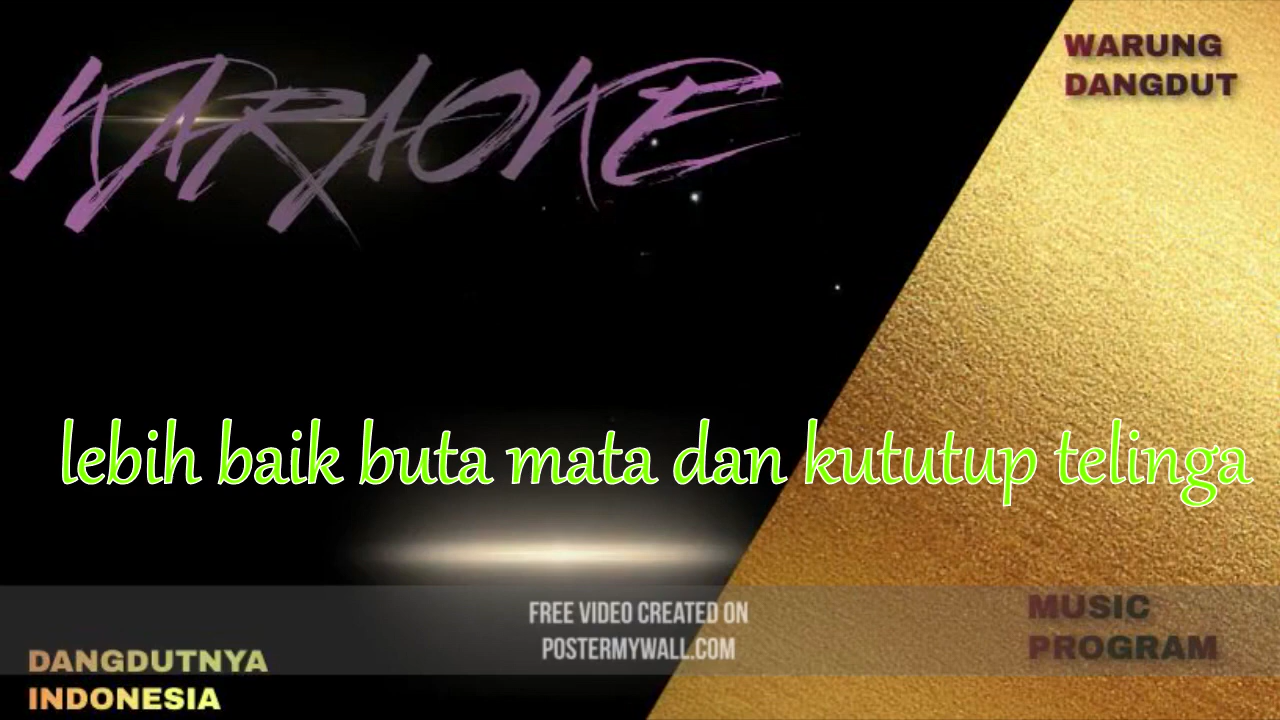 KARAOKE
WARUNG
DANGDUT
lebih baik buta mata dan kututup telinga
FREE VIDEO CREATED ON
POSTERMYWALL.COM
MUSIC
PROGRAM
DANGDUTNYA
INDONESIA